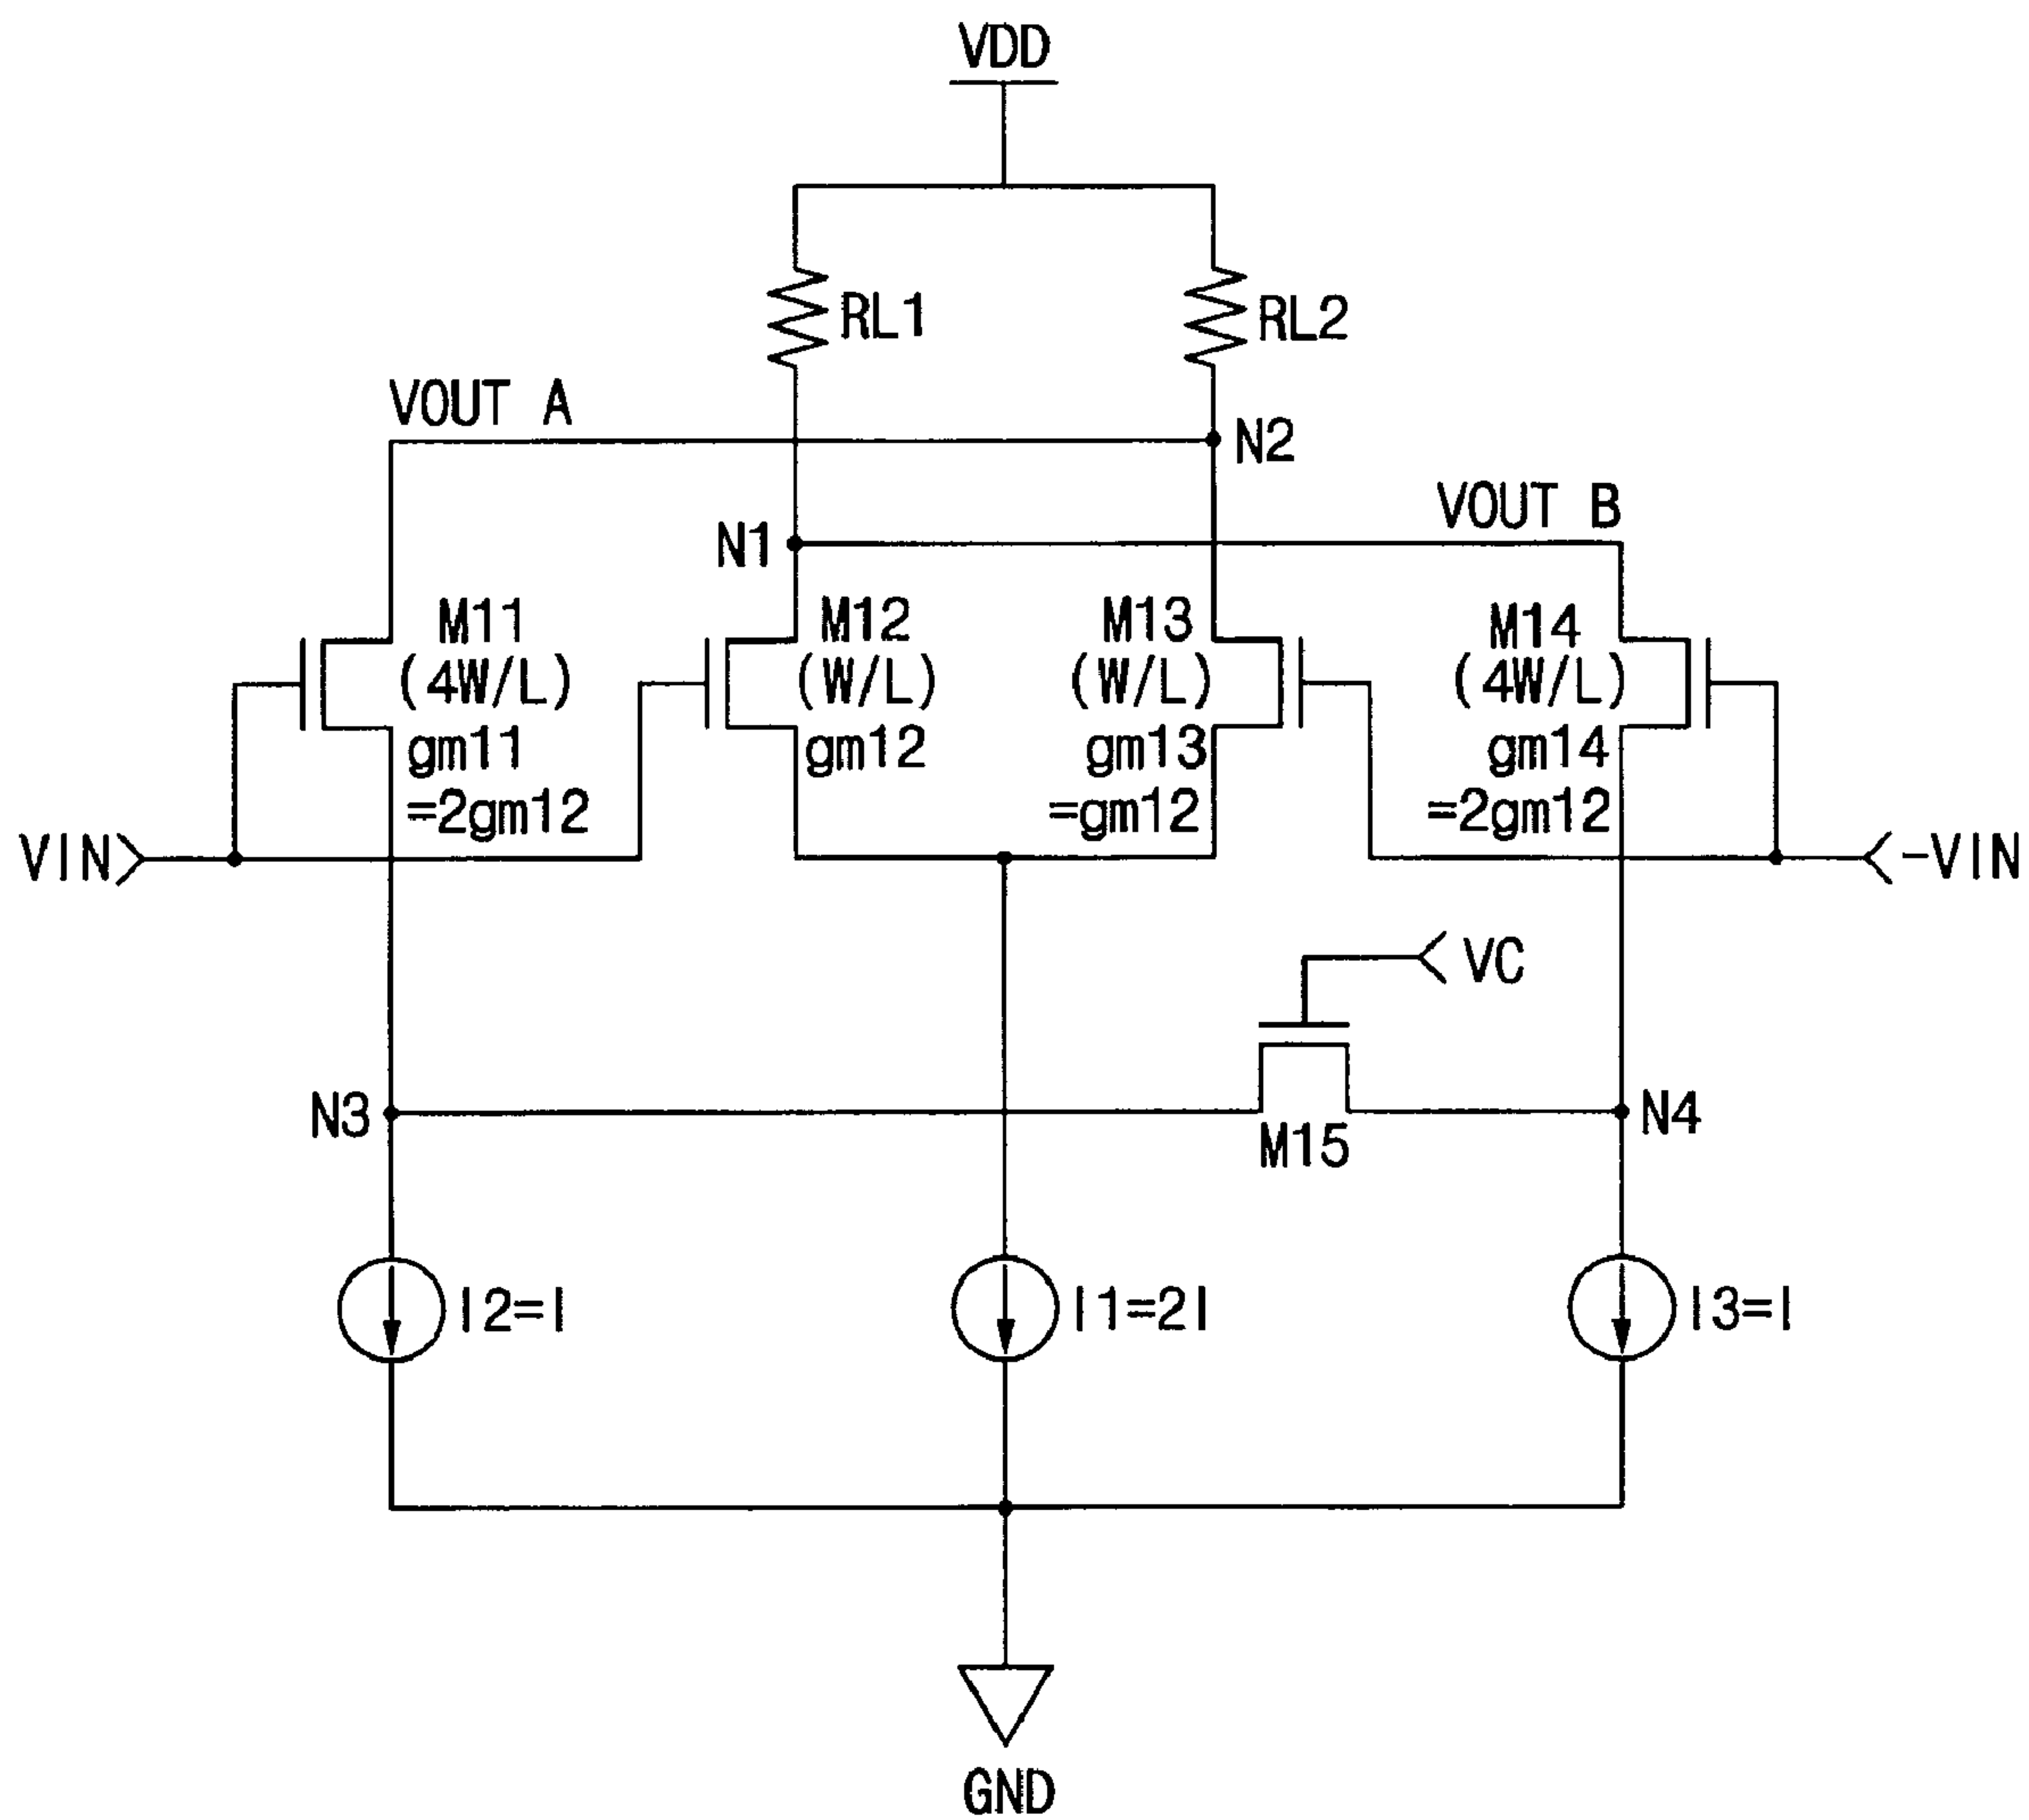 VDD
RL1
RL2
VOUT A
N2
VOUT B
N1
M11
(4W/L)
gm11
=2gm12
M12
(W/L)
gm12
M13
(W/L)
gm13
=gm12
M14
(4W/L)
gm14
=2gm12
VIN
-VIN
VC
N3
M15
N4
I2=I
I1=2I
I3=I
GND